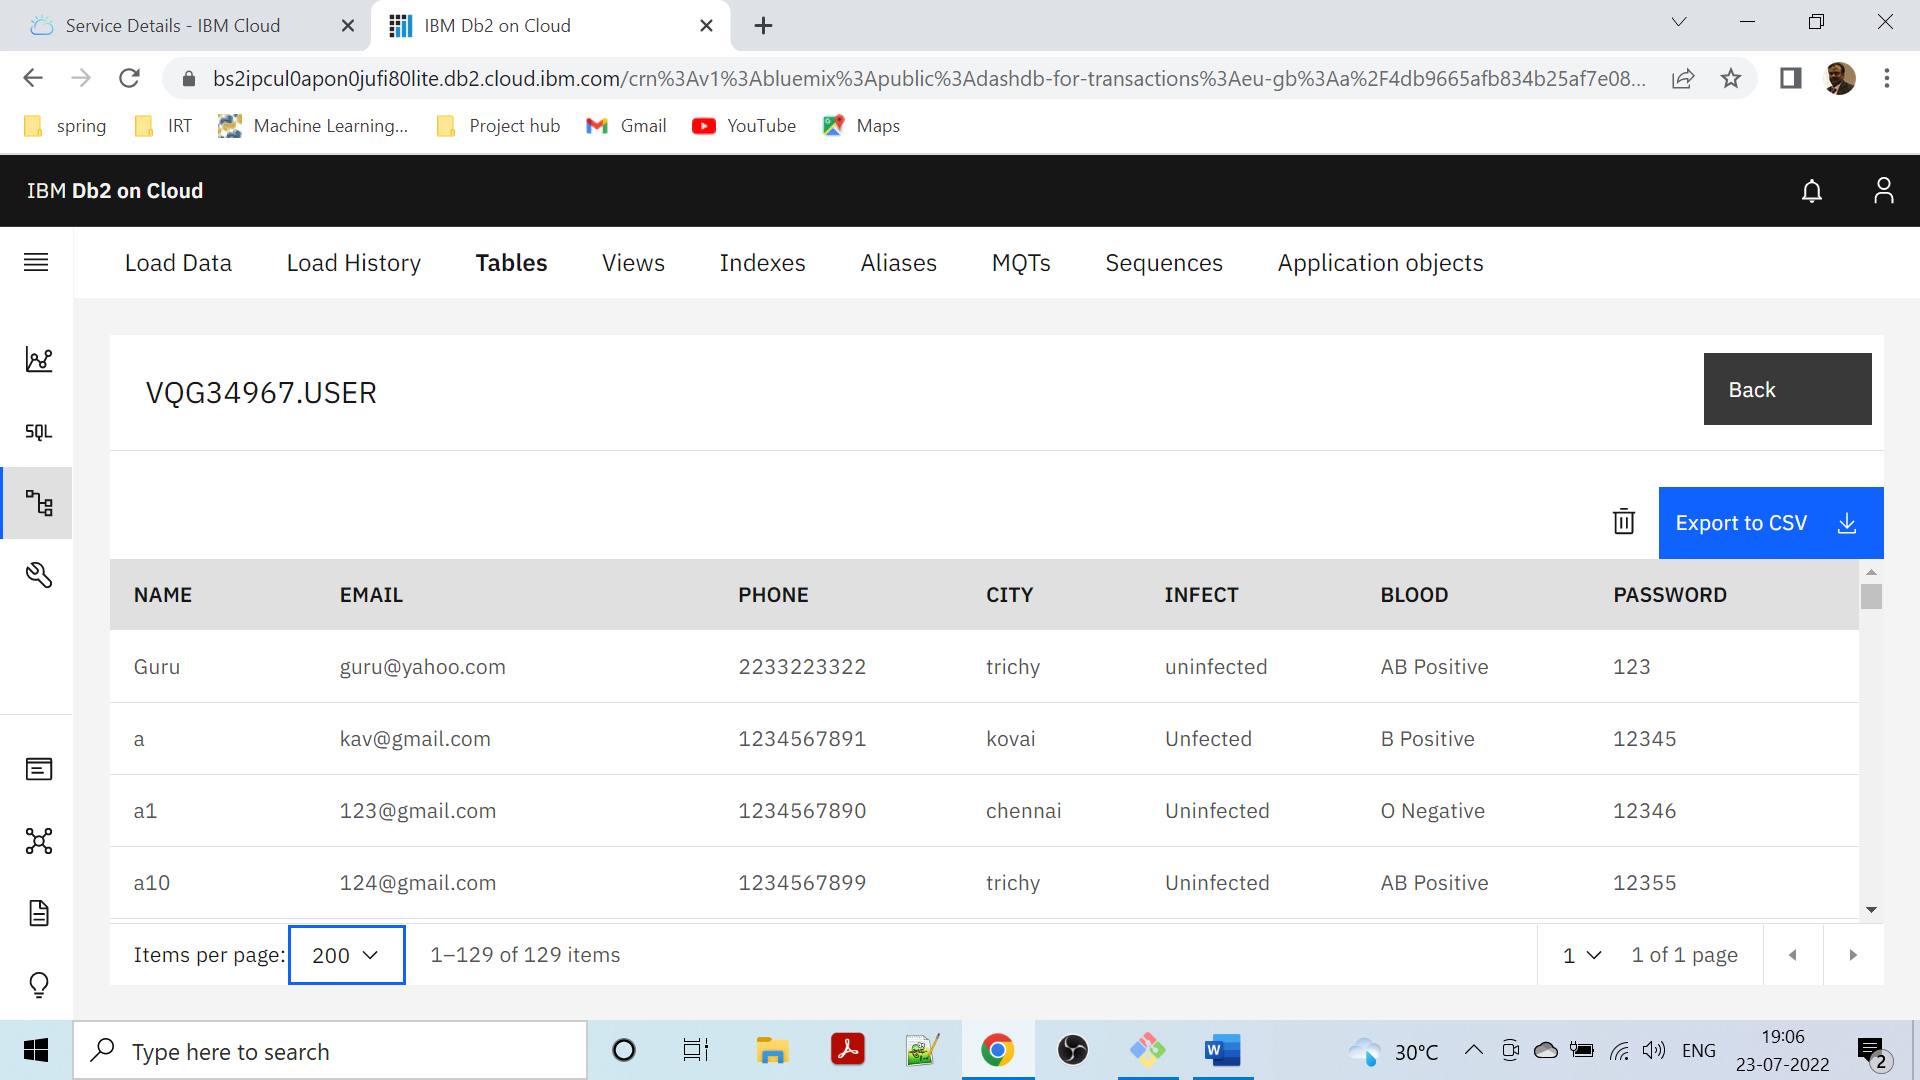 Service Details - IBM Cloud
IBM Db2 on Cloud
bs2ipcul0apon0jufi80lite.db2.cloud.ibm.com/crn%3Av1%3Abluemix%3Apublic%3Adashdb-for-transactions%3Aeu-gb%3Aa%2F4db9665afb834b25af7e08...
spring IRT Machine Learning... Project hub Gmail YouTube Maps
IBM Db2 on Cloud
Load Data Load History Tables Views Indexes Aliases MQTs Sequences Application objects
VQG34967.USER
Back
SQL
Export to CSV
NAME EMAIL PHONE CITY INFECT BLOOD PASSWORD
Guru guru@yahoo.com 2233223322 trichy uninfected AB Positive 123
a kav@gmail.com 1234567891 kovai Unfected B Positive 12345
a1 123@gmail.com 1234567890 chennai Uninfected O Negative 12346
a10 124@gmail.com 1234567899 trichy Uninfected AB Positive 12355
Items per page: 200 1–129 of 129 items 1 1 of 1 page
Type here to search
30°C
ENG
19:06
23-07-2022
2